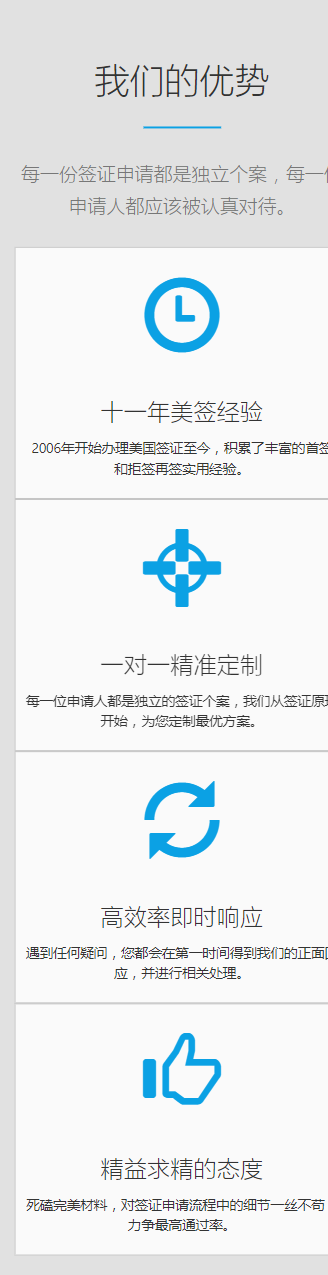 我们的优势
每一份签证申请都是独立个案，每一
申请人都应该被认真对待。
十一年美签经验
2006年开始办理美国签证至今，积累了丰富的首签
和拒签再签实用经验。
一对一精准定制
每一位申请人都是独立的签证个案，我们从签证原
开始，为您定制最优方案。
高效率即时响应
遇到任何疑问，您都会在第一时间得到我们的正面
应，并进行相关处理。
精益求精的态度
死磕完美材料，对签证申请流程中的细节一丝不苟
力争最高通过率。